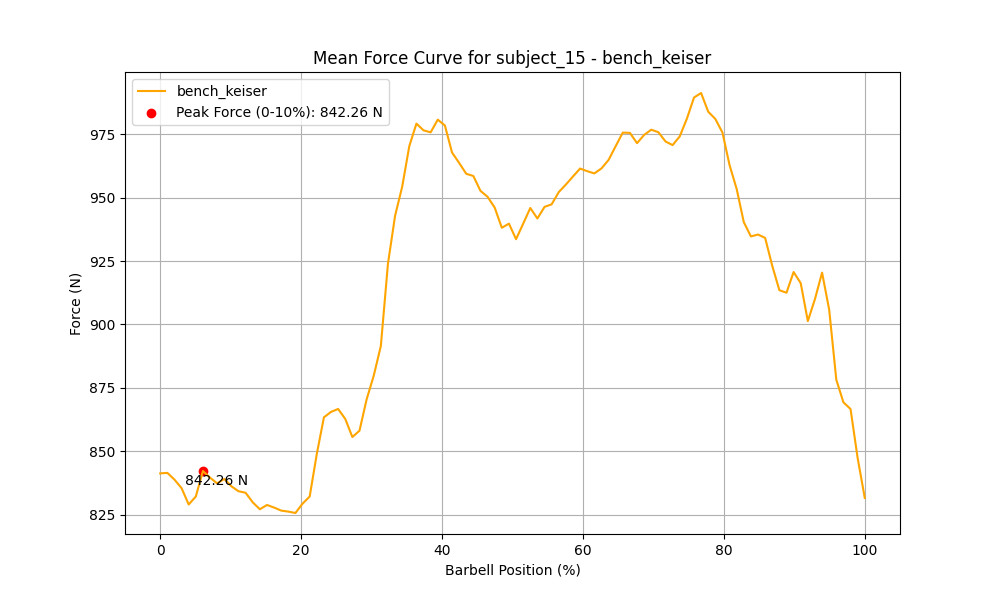 Mean Force Curve for subject_15 - bench_keiser
bench_keiser
Peak Force (0-10%): 842.26 N
975
950
925
900
875
850
825
Force (N)
842.26 N
0 20 40 60 80 100
Barbell Position (%)